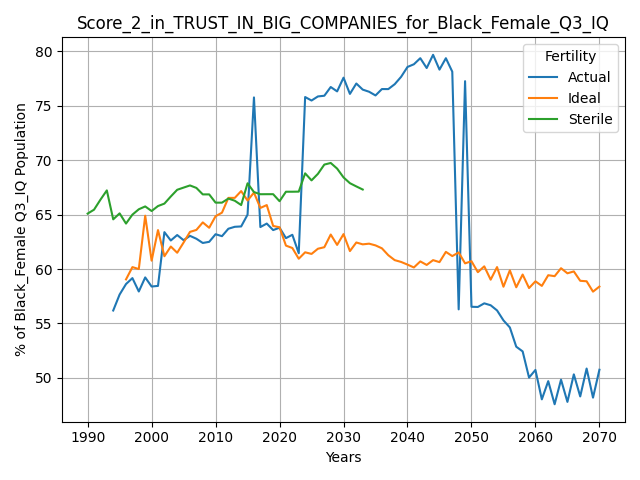 Score_2_in_TRUST_IN_BIG_COMPANIES_for_Black_Female_Q3_IQ
% of Black_Female Q3_IQ Population
80
75
70
65
60
55
50
Fertility
Actual
Ideal
Sterile
1990 2000 2010 2020 2030 2040 2050 2060 2070
Years